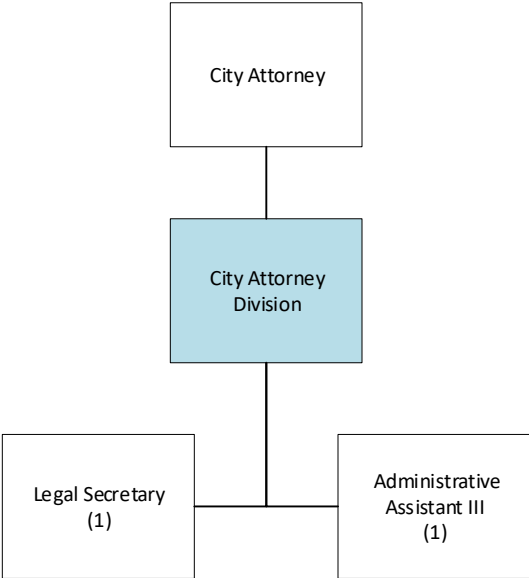 City Attorney
City Attorney
Division
Legal Secretary
(1)
Administrative
Assistant III
(1)